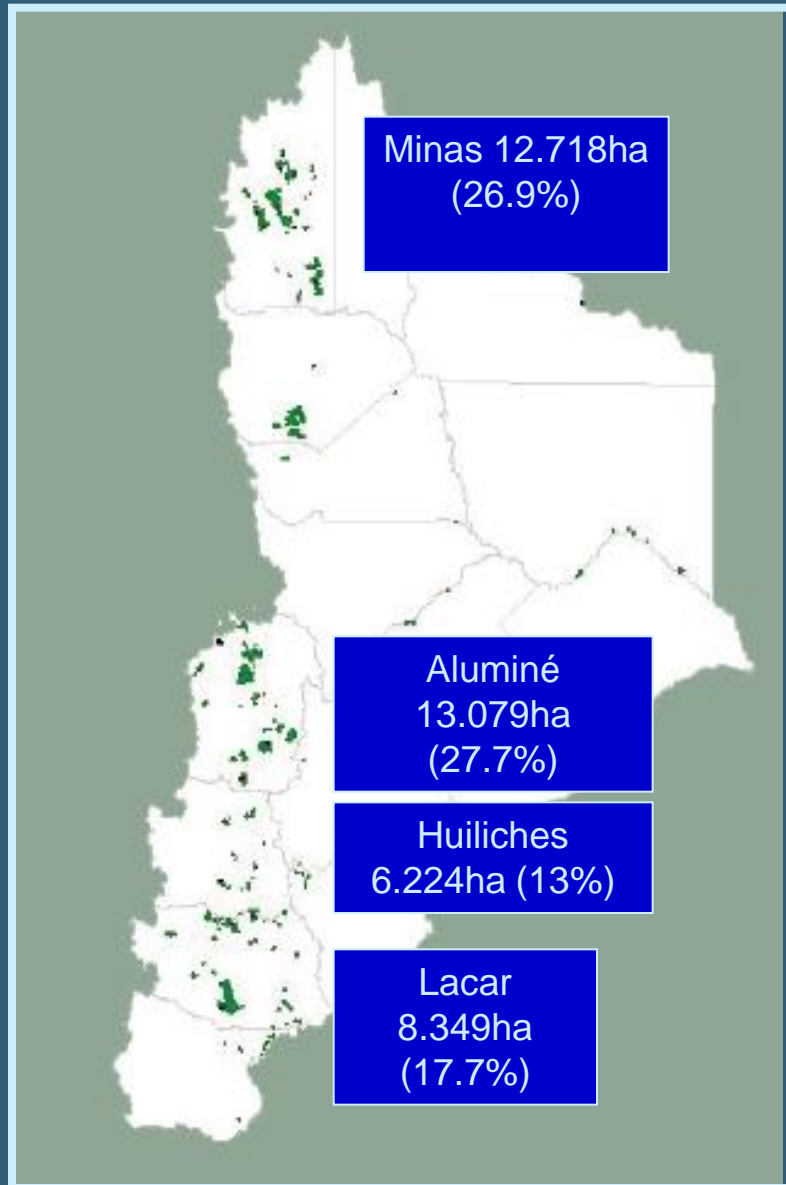 Minas 12.718ha
(26.9%)
Aluminé
13.079ha
(27.7%)
Huiliches
6.224ha (13%)
Lacar
8.349ha
(17.7%)